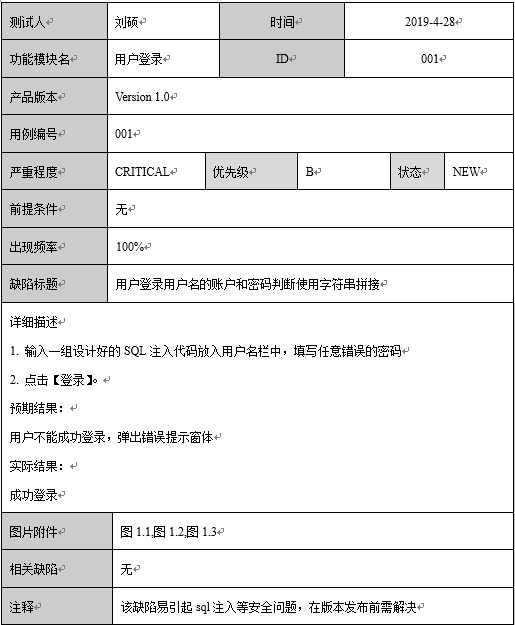 测试人 刘硕 时间 2019-4-28
功能模块名 用户登录 ID 001
产品版本 Version 1.0
用例编号 001
严重程度 CRITICAL 优先级 B 状态 NEW
前提条件 无
出现频率 100%
缺陷标题 用户登录用户名的账户和密码判断使用字符串拼接
详细描述
1. 输入一组设计好的 SQL 注入代码放入用户名栏中，填写任意错误的密码
2. 点击【登录】。
预期结果：
用户不能成功登录，弹出错误提示窗体
实际结果：
成功登录
图片附件 图 1.1,图 1.2,图 1.3
相关缺陷 无
注释 该缺陷易引起 sql 注入等安全问题，在版本发布前需解决